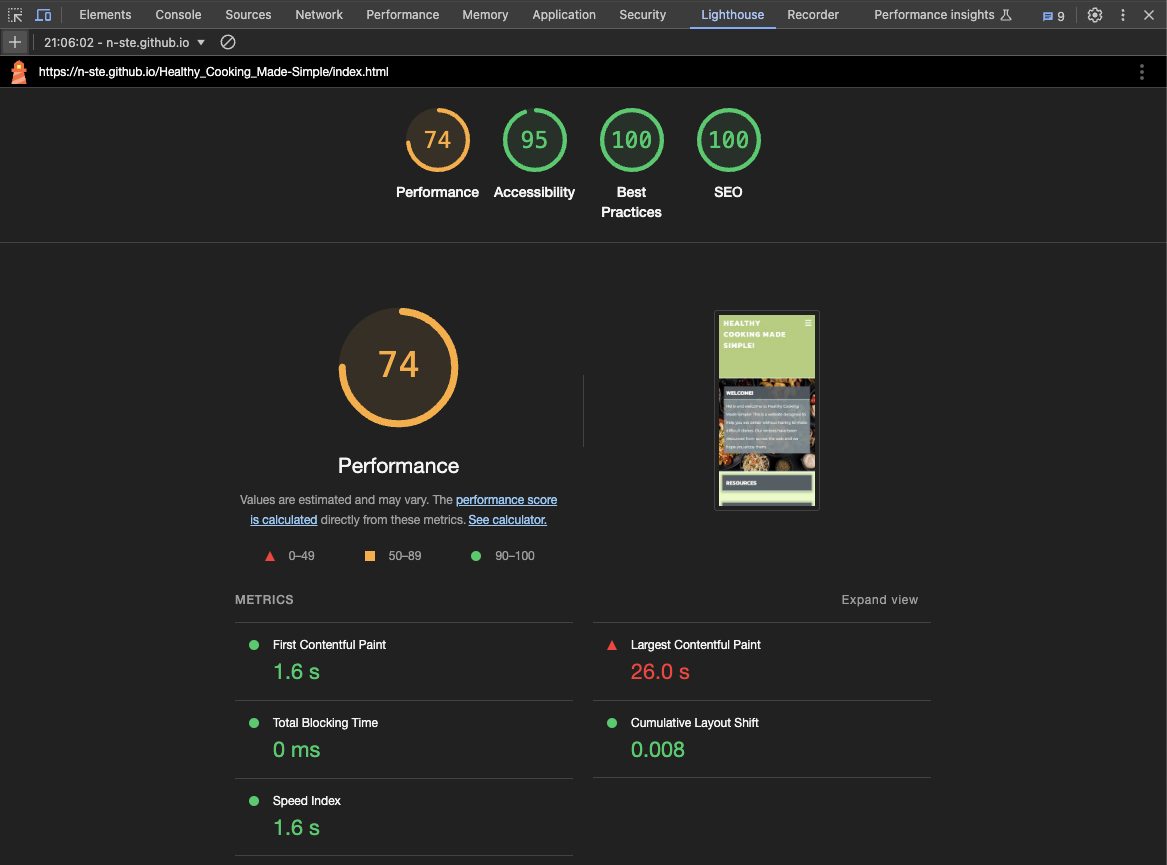 Elements Console Sources Network Performance Memory Application Security Lighthouse Recorder Performance insights 9
21:06:02 - n-ste.github.io
https://n-ste.github.io/Healthy_Cooking_Made-Simple/index.html
74 95 100 100
Performance Accessibility Best Practices SEO
74
HEALTHY
COOKING MADE
SIMPLE!
WELCOME!
RESOURCES
Performance
Values are estimated and may vary. The performance score
is calculated directly from these metrics. See calculator.
0–49 50–89 90–100
METRICS Expand view
First Contentful Paint
1.6 s
Largest Contentful Paint
26.0 s
Total Blocking Time
0 ms
Cumulative Layout Shift
0.008
Speed Index
1.6 s